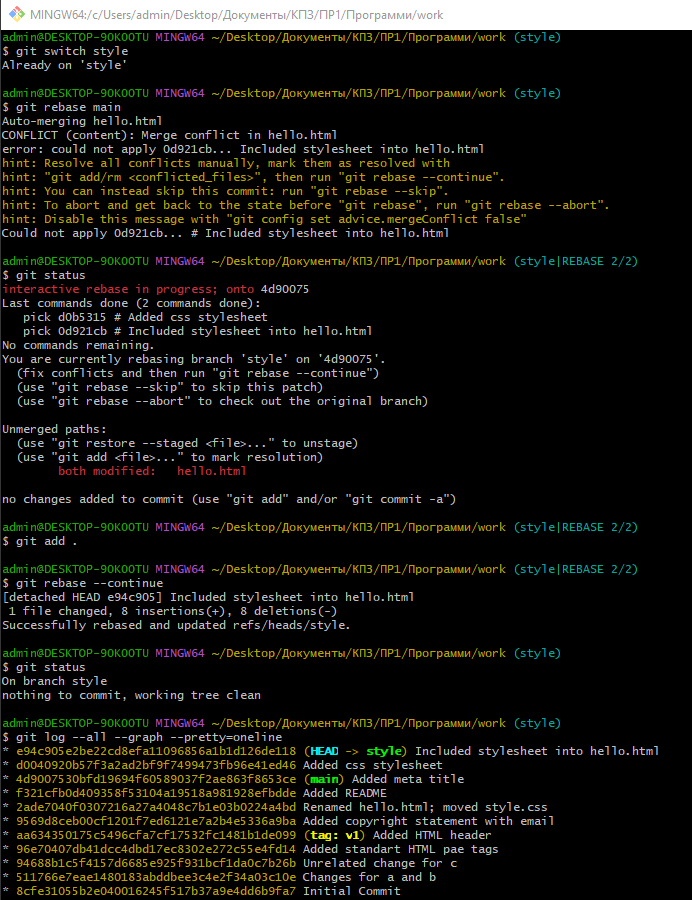 MINGW64:/c/Users/admin/Desktop/Документы/КПЗ/ПР1/Программи/work
admin@DESKTOP-9OKOOTU MINGW64 ~/Desktop/Документы/КПЗ/ПР1/Программи/work (style)
$ git switch style
Already on 'style'
admin@DESKTOP-9OKOOTU MINGW64 ~/Desktop/Документы/КПЗ/ПР1/Программи/work (style)
$ git rebase main
Auto-merging hello.html
CONFLICT (content): Merge conflict in hello.html
error: could not apply 0d921cb... Included stylesheet into hello.html
hint: Resolve all conflicts manually, mark them as resolved with
hint: "git add/rm <conflicted_files>", then run "git rebase --continue".
hint: You can instead skip this commit: run "git rebase --skip".
hint: To abort and get back to the state before "git rebase", run "git rebase --abort".
hint: Disable this message with "git config set advice.mergeConflict false"
Could not apply 0d921cb... # Included stylesheet into hello.html
admin@DESKTOP-9OKOOTU MINGW64 ~/Desktop/Документы/КПЗ/ПР1/Программи/work (style|REBASE 2/2)
$ git status
interactive rebase in progress; onto 4d90075
Last commands done (2 commands done):
pick d0b5315 # Added css stylesheet
pick 0d921cb # Included stylesheet into hello.html
No commands remaining.
You are currently rebasing branch 'style' on '4d90075'.
(fix conflicts and then run "git rebase --continue")
(use "git rebase --skip" to skip this patch)
(use "git rebase --abort" to check out the original branch)
Unmerged paths:
(use "git restore --staged <file>..." to unstage)
(use "git add <file>..." to mark resolution)
both modified: hello.html
no changes added to commit (use "git add" and/or "git commit -a")
admin@DESKTOP-9OKOOTU MINGW64 ~/Desktop/Документы/КПЗ/ПР1/Программи/work (style|REBASE 2/2)
$ git add .
admin@DESKTOP-9OKOOTU MINGW64 ~/Desktop/Документы/КПЗ/ПР1/Программи/work (style|REBASE 2/2)
$ git rebase --continue
[detached HEAD e94c905] Included stylesheet into hello.html
1 file changed, 8 insertions(+), 8 deletions(-)
Successfully rebased and updated refs/heads/style.
admin@DESKTOP-9OKOOTU MINGW64 ~/Desktop/Документы/КПЗ/ПР1/Программи/work (style)
$ git status
On branch style
nothing to commit, working tree clean
admin@DESKTOP-9OKOOTU MINGW64 ~/Desktop/Документы/КПЗ/ПР1/Программи/work (style)
$ git log --all --graph --pretty=oneline
* e94c905e2be22cd8efa11096856a1b1d126de118 (HEAD -> style) Included stylesheet into hello.html
* d0040920b57f3a2ad2bf9f7499473fb96e41ed46 Added css stylesheet
* 4d9007530bfd19694f60589037f2ae863f8653ce (main) Added meta title
* f321cfb0d409358f53104a19518a981928efbdde Added README
* 2ade7040f0307216a27a4048c7b1e03b0224a4bd Renamed hello.html; moved style.css
* 9569d8ceb00cf1201f7ed6121e7a2b4e5336a9ba Added copyright statement with email
* aa634350175c5496cfa7cf17532fc1481b1de099 (tag: v1) Added HTML header
* 96e70407db41dcc4dbd17ec8302e272c55e4fd14 Added standart HTML pae tags
* 94688b1c5f4157d6685e925f931bcf1da0c7b26b Unrelated change for c
* 511766e7eae1480183abddbee3c4e2f34a03c10e Changes for a and b
* 8cfe31055b2e040016245f517b37a9e4dd6b9fa7 Initial Commit